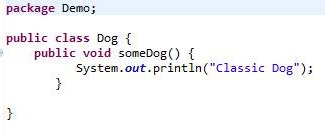 package Demo;
public class Dog {
public void someDog() {
System.out.println("Classic Dog");
}
}